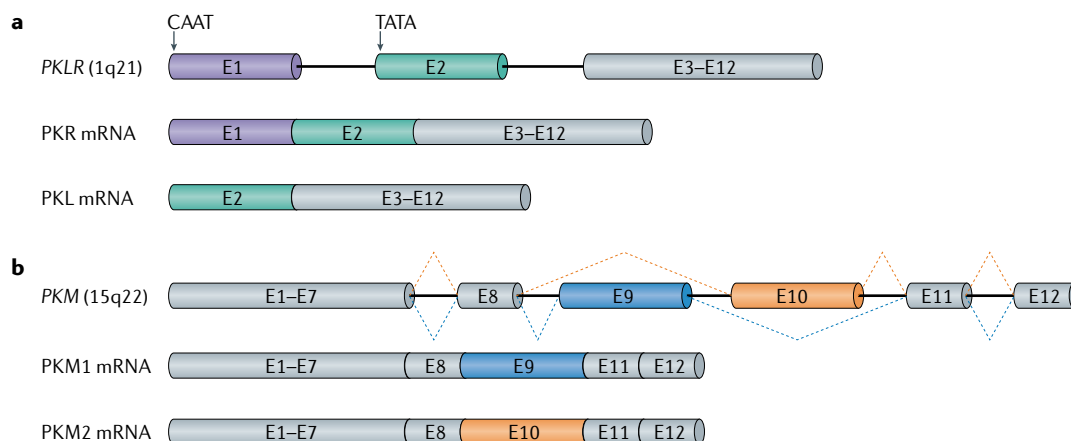 a
CAAT TATA
PKLR (1q21) E1 E2 E3–E12
PKR mRNA E1 E2 E3–E12
PKL mRNA E2 E3–E12
b
PKM (15q22) E1–E7 E8 E9 E10 E11 E12
PKM1 mRNA E1–E7 E8 E9 E11 E12
PKM2 mRNA E1–E7 E8 E10 E11 E12